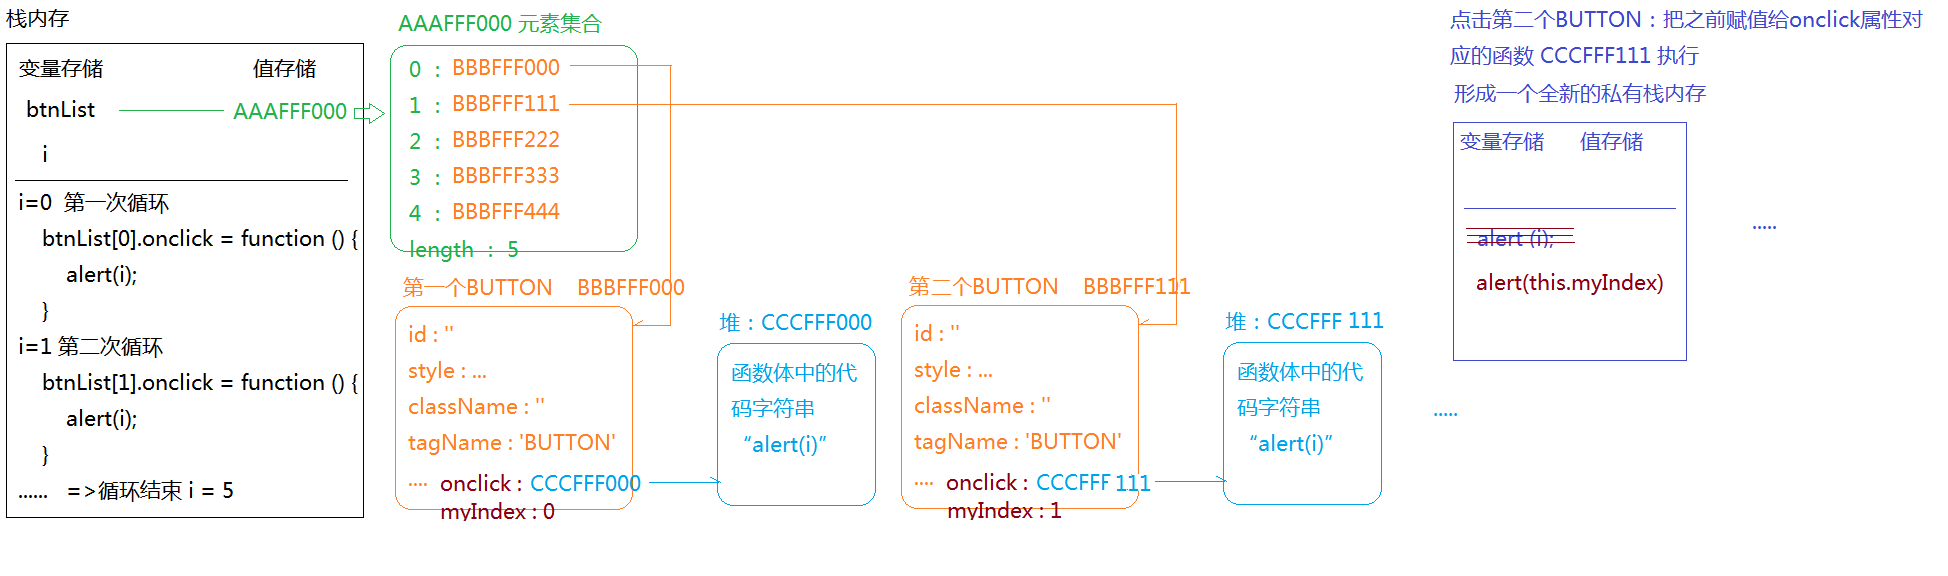 栈内存
变量存储 值存储
btnList AAAFFF000
i
i=0 第一次循环
btnList[0].onclick = function () {
alert(i);
}
i=1 第二次循环
btnList[1].onclick = function () {
alert(i);
}
...... =>循环结束 i = 5
AAAFFF000 元素集合
0 : BBBFFF000
1 : BBBFFF111
2 : BBBFFF222
3 : BBBFFF333
4 : BBBFFF444
length : 5
第一个BUTTON BBBFFF000
id : ''
style : ...
className : ''
tagName : 'BUTTON'
.... onclick : CCCFFF000
myIndex : 0
堆：CCCFFF000
函数体中的代
码字符串
“alert(i)”
第二个BUTTON BBBFFF111
id : ''
style : ...
className : ''
tagName : 'BUTTON'
.... onclick : CCCFFF 111
myIndex : 1
堆：CCCFFF 111
函数体中的代
码字符串
“alert(i)”
.....
点击第二个BUTTON：把之前赋值给onclick属性对
应的函数 CCCFFF111 执行
形成一个全新的私有栈内存
变量存储 值存储
alert (i);
alert(this.myIndex)
.....